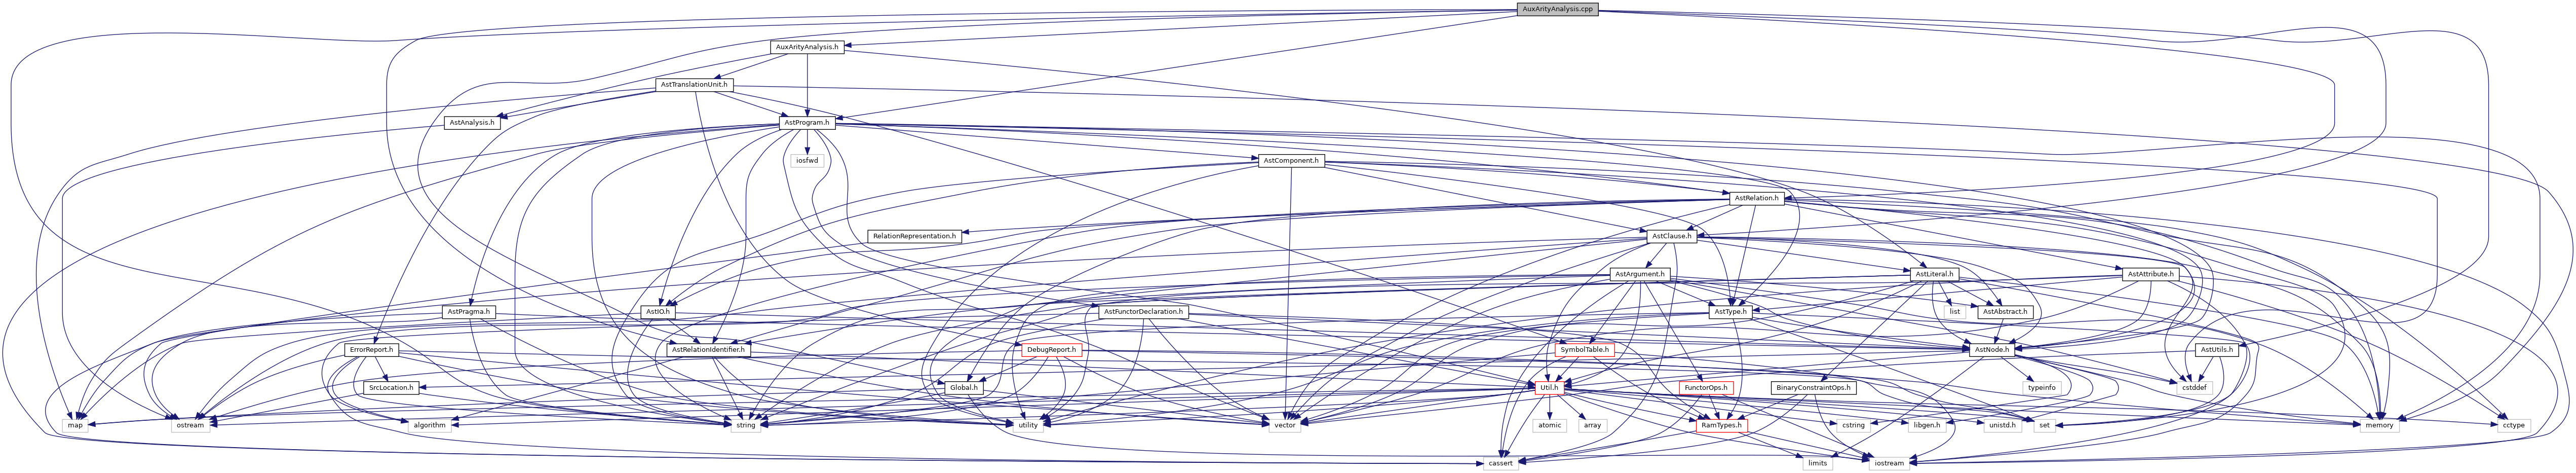 AuxArityAnalysis.cpp
AuxArityAnalysis.h
AstTranslationUnit.h
AstAnalysis.h
AstProgram.h
iosfwd
AstComponent.h
AstRelation.h
RelationRepresentation.h
AstClause.h
AstArgument.h
AstLiteral.h
AstAttribute.h
AstPragma.h
AstIO.h
AstFunctorDeclaration.h
AstType.h
list
AstAbstract.h
ErrorReport.h
AstRelationIdentifier.h
DebugReport.h
SymbolTable.h
AstNode.h
AstUtils.h
SrcLocation.h
Global.h
Util.h
FunctorOps.h
BinaryConstraintOps.h
typeinfo
cstddef
map
ostream
algorithm
string
utility
vector
atomic
array
RamTypes.h
cstring
libgen.h
unistd.h
set
memory
cctype
cassert
limits
iostream